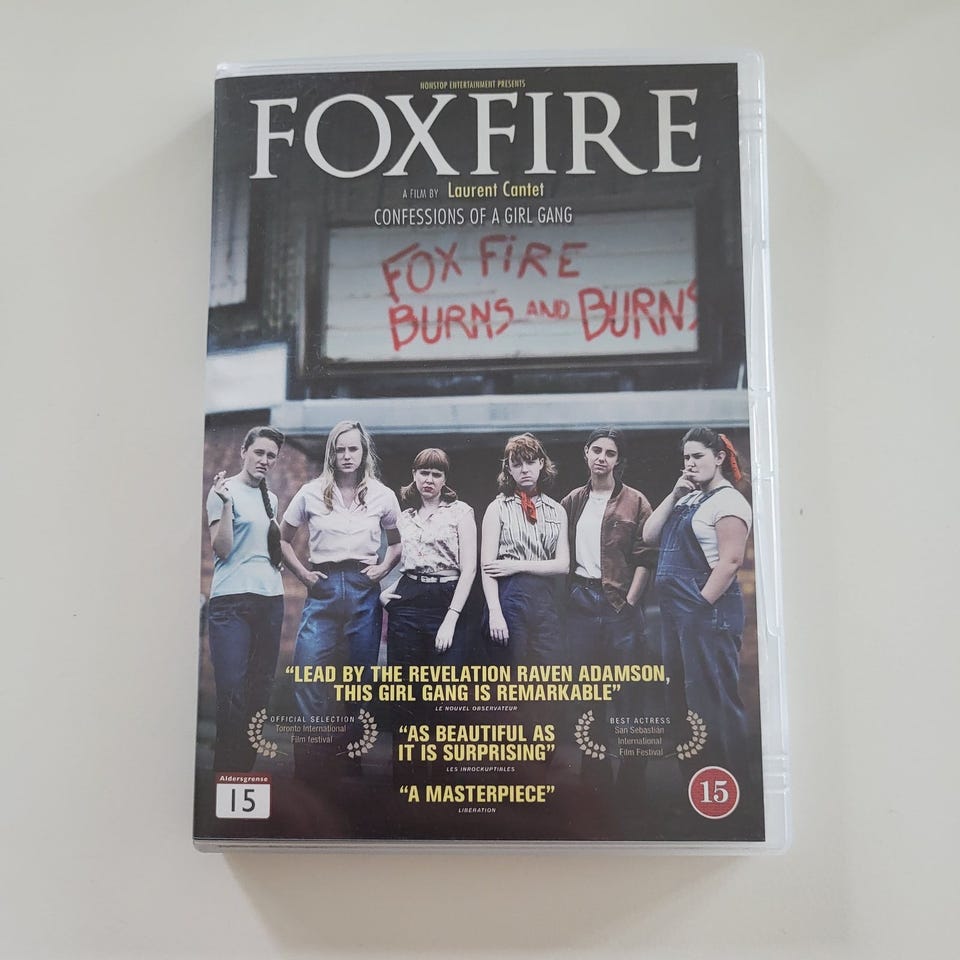 NONSTOP ENTERTAINMENT PRESENTS
FOXFIRE
A FILM BY Laurent Cantet
CONFESSIONS OF A GIRL GANG
FOX FIRE
BURNS AND BURNS
"LEAD BY THE REVELATION RAVEN ADAMSON,
THIS GIRL GANG IS REMARKABLE"
LE NOUVEL OBSERVATEUR
OFFICIAL SELECTION
Toronto International
Film festival
"AS BEAUTIFUL AS
IT IS SURPRISING"
LES INROCKUPTIBLES
BEST ACTRESS
San Sebastián
International
Film Festival
"A MASTERPIECE"
LIBERATION
Aldersgrense
15
15